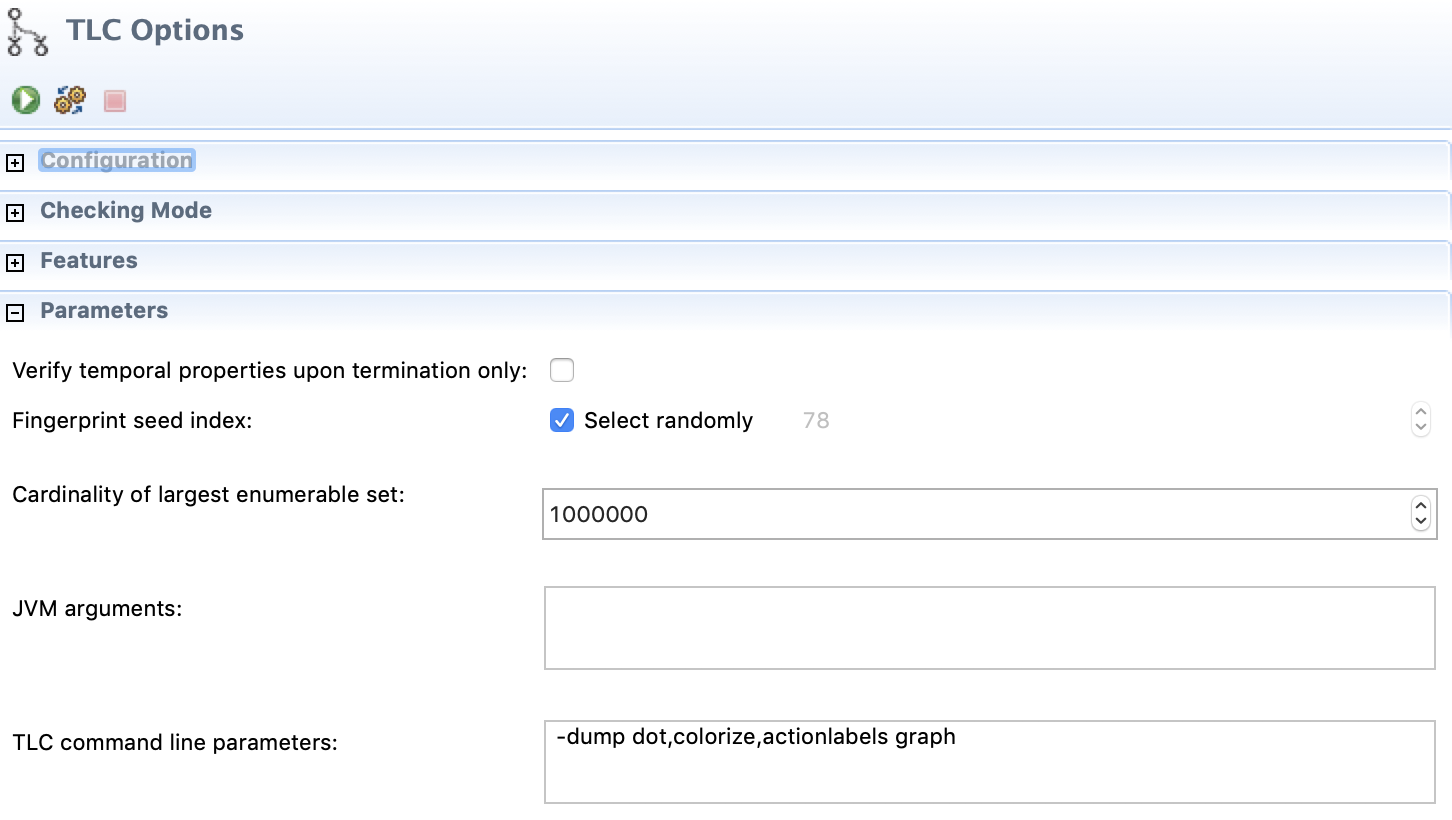 TLC Options
Configuration
Checking Mode
Features
Parameters
Verify temporal properties upon termination only:
Fingerprint seed index: Select randomly 78
Cardinality of largest enumerable set: 1000000
JVM arguments:
TLC command line parameters: -dump dot,colorize,actionlabels graph